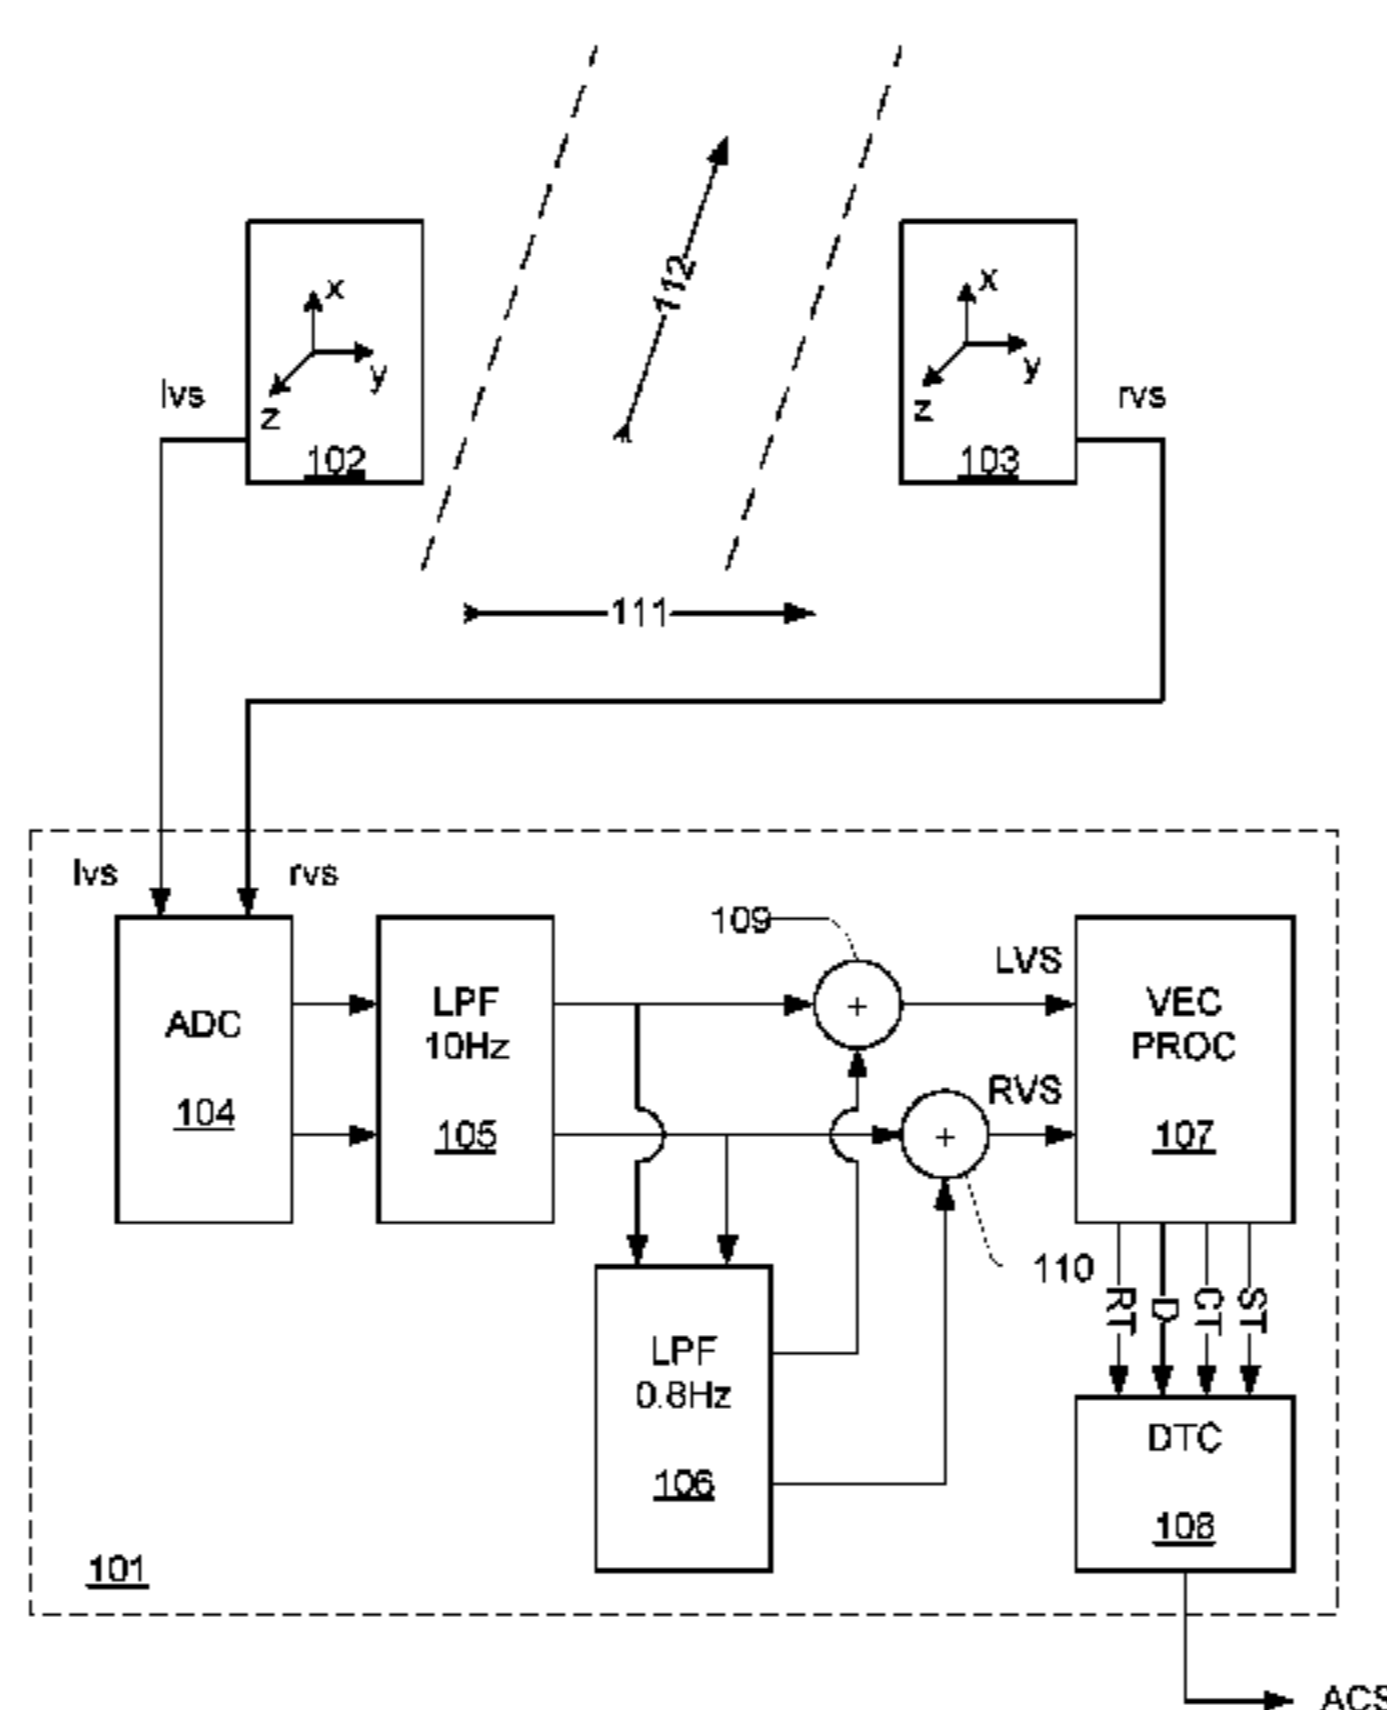 112
x
y
z
102
x
y
z
103
lvs
rvs
111
lvs
rvs
ADC
104
LPF
10Hz
105
109
+
LVS
+
RVS
110
VEC
PROC
107
LPF
0.8Hz
106
RT
D
CT
ST
DTC
108
101
ACS